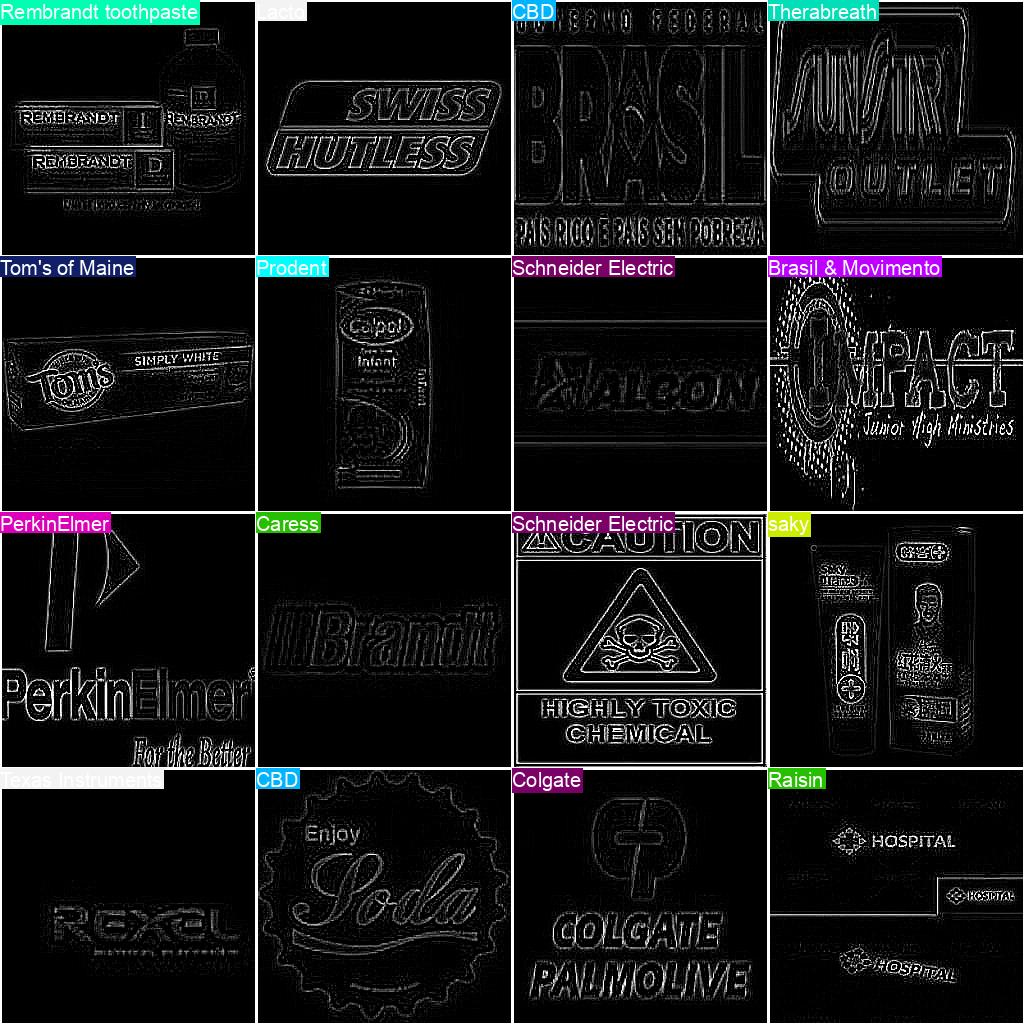 Rembrandt toothpaste
REMBRANDT
T
REMBRANDT
D
REMBRANDT
Lacto
SWISS
HUTLESS
CBD
GOVERNO FEDERAL
BRASIL
PAÍS RICO É PAÍS SEM POBREZA
Therabreath
OUTLET
Tom's of Maine
Tom's
SIMPLY WHITE
Prodent
Calpol
Infant
Schneider Electric
Brasil & Movimento
IMPACT
Junior High Ministries
PerkinElmer
PerkinElmer
For the Better
Caress
Brandt
Schneider Electric
CAUTION
HIGHLY TOXIC
CHEMICAL
saky
Texas Instruments
Rexel
CBD
Enjoy
Soda
Colgate
COLGATE
PALMOLIVE
Raisin
HOSPITAL
HOSPITAL
HOSPITAL